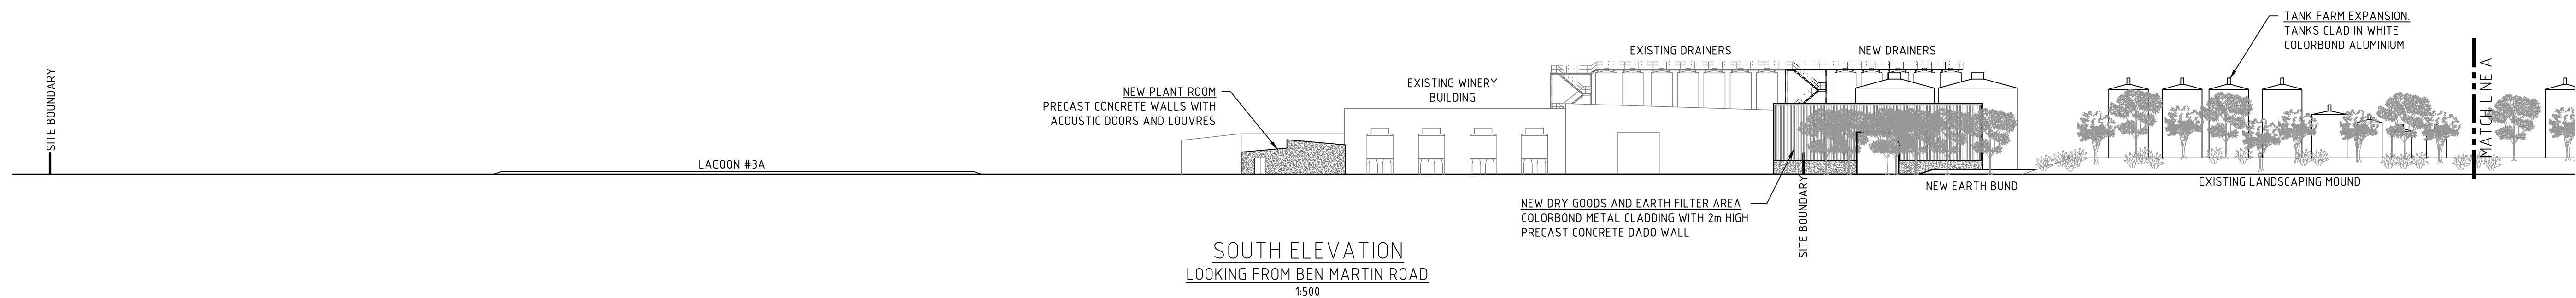 SITE BOUNDARY
LAGOON #3A
NEW PLANT ROOM
PRECAST CONCRETE WALLS WITH
ACOUSTIC DOORS AND LOUVRES
EXISTING WINERY
BUILDING
EXISTING DRAINERS
NEW DRAINERS
TANK FARM EXPANSION.
TANKS CLAD IN WHITE
COLORBOND ALUMINIUM
MATCH LINE A
NEW EARTH BUND
EXISTING LANDSCAPING MOUND
NEW DRY GOODS AND EARTH FILTER AREA
COLORBOND METAL CLADDING WITH 2m HIGH
PRECAST CONCRETE DADO WALL
SITE BOUNDARY
SOUTH ELEVATION
LOOKING FROM BEN MARTIN ROAD
1:500